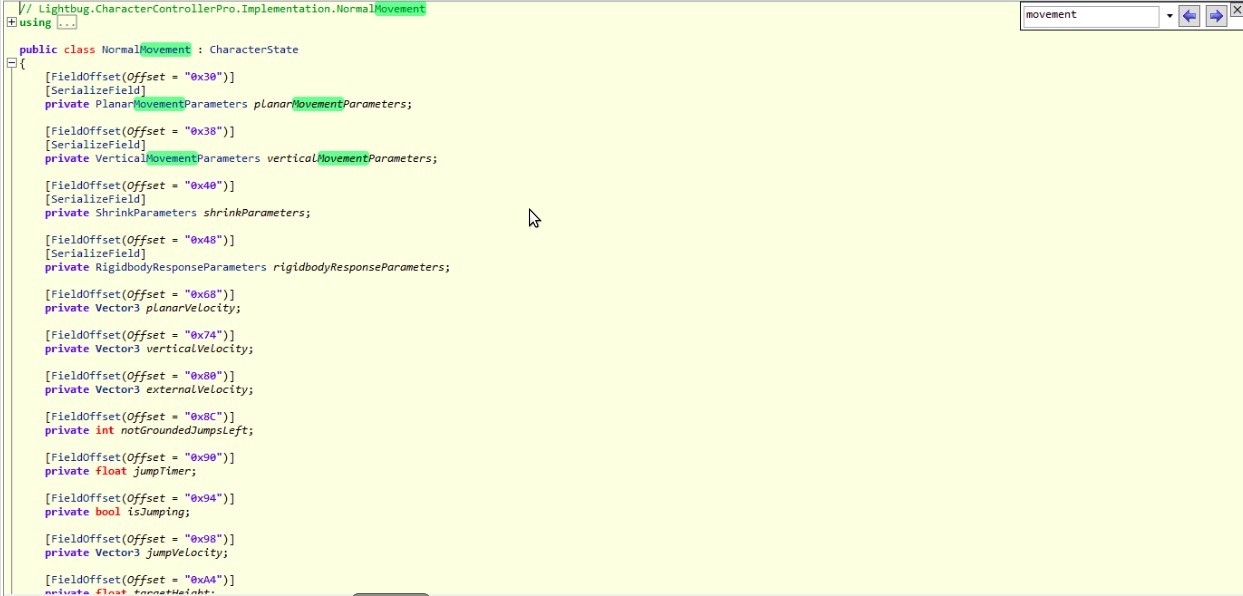 // Lightbug.CharacterControllerPro.Implementation.NormalMovement
using ...
movement
public class NormalMovement : CharacterState
{
[FieldOffset(Offset = "0x30")]
[SerializeField]
private PlanarMovementParameters planarMovementParameters;
[FieldOffset(Offset = "0x38")]
[SerializeField]
private VerticalMovementParameters verticalMovementParameters;
[FieldOffset(Offset = "0x40")]
[SerializeField]
private ShrinkParameters shrinkParameters;
[FieldOffset(Offset = "0x48")]
[SerializeField]
private RigidbodyResponseParameters rigidbodyResponseParameters;
[FieldOffset(Offset = "0x68")]
private Vector3 planarVelocity;
[FieldOffset(Offset = "0x74")]
private Vector3 verticalVelocity;
[FieldOffset(Offset = "0x80")]
private Vector3 externalVelocity;
[FieldOffset(Offset = "0x8C")]
private int notGroundedJumpsLeft;
[FieldOffset(Offset = "0x90")]
private float jumpTimer;
[FieldOffset(Offset = "0x94")]
private bool isJumping;
[FieldOffset(Offset = "0x98")]
private Vector3 jumpVelocity;
[FieldOffset(Offset = "0xA4")]
private float targetHeight;